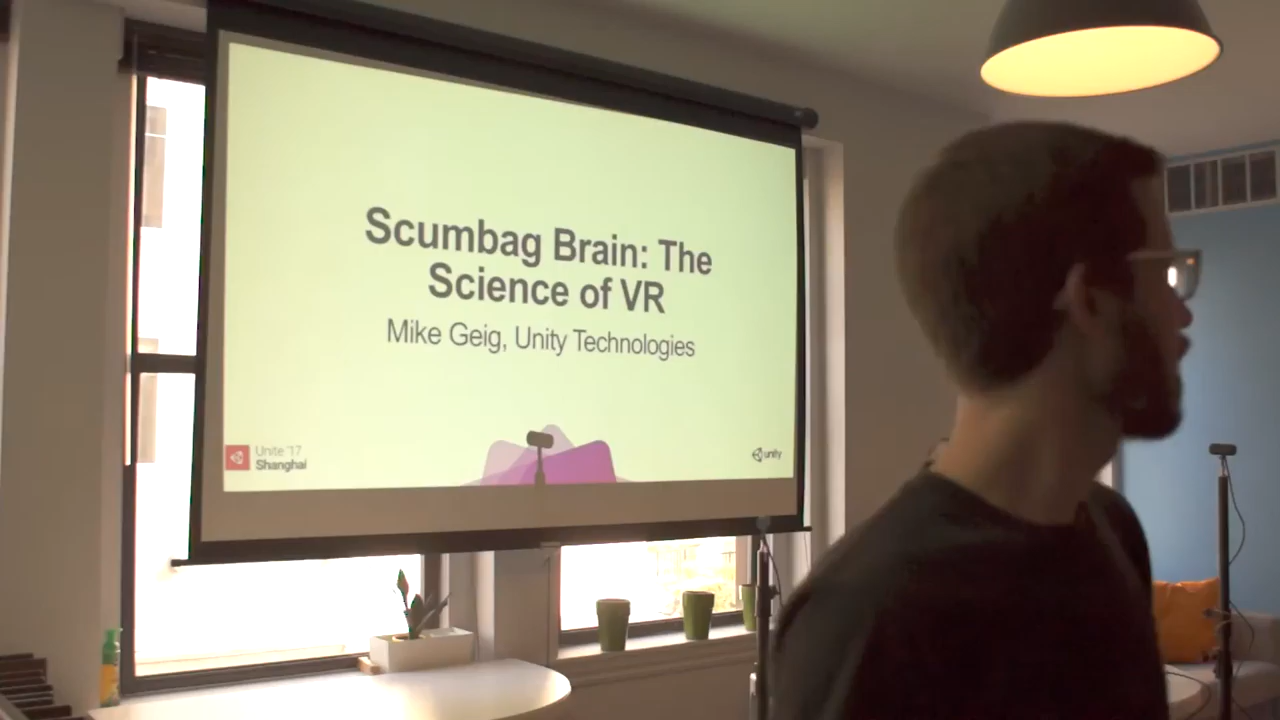 Scumbag Brain: The
Science of VR
Mike Geig, Unity Technologies
Unite '17
Shanghai
unity